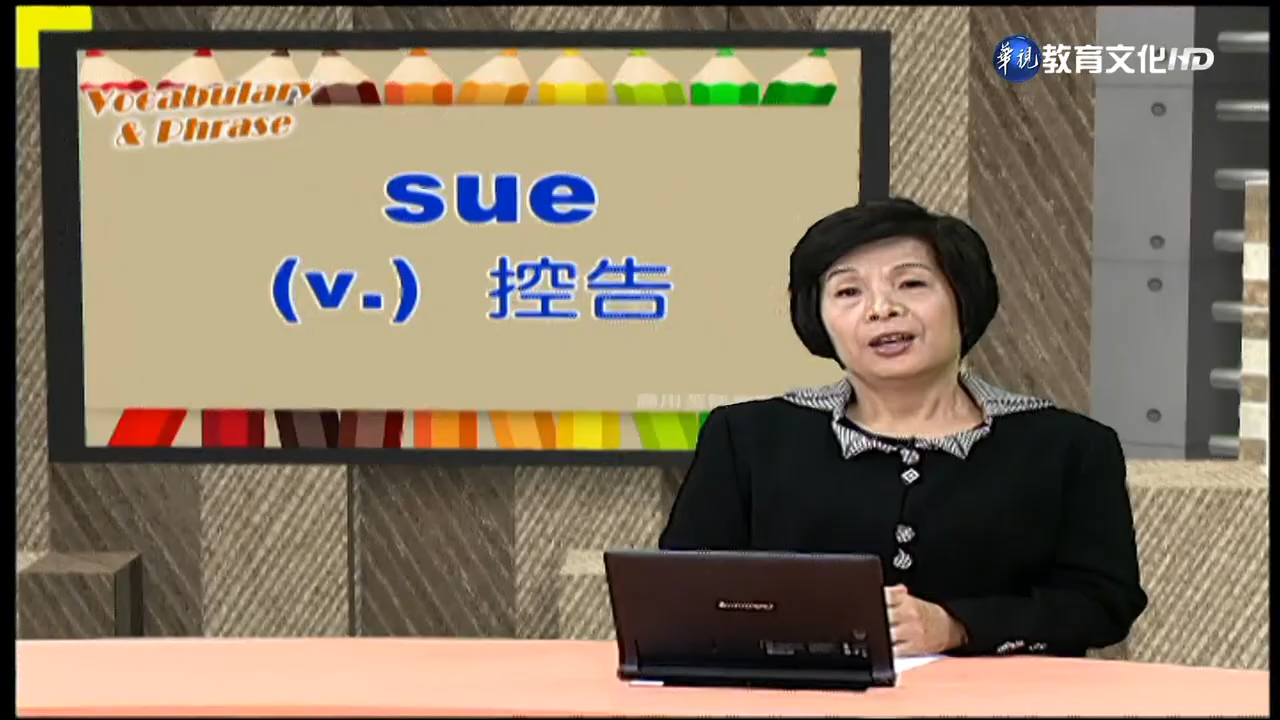 華視 教育文化HD
Vocabulary
& Phrase
sue
(v.) 控告
lenovo